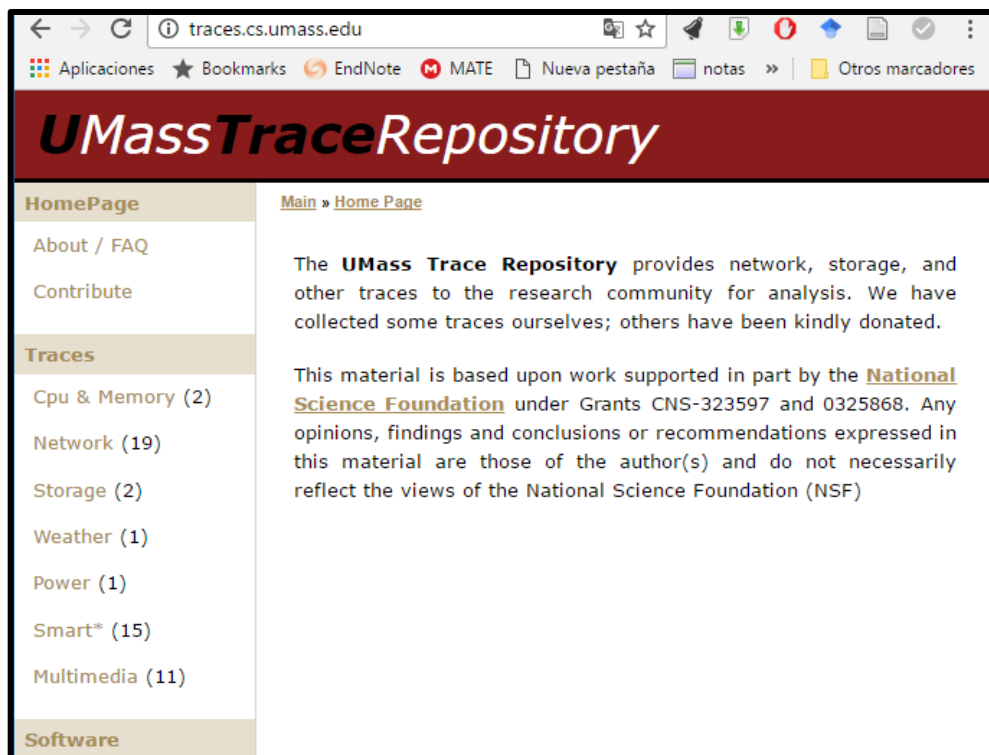 traces.cs.umass.edu
Aplicaciones Bookmarks EndNote MATE Nueva pestaña notas » Otros marcadores
UMassTraceRepository
HomePage
About / FAQ
Contribute
Traces
Cpu & Memory (2)
Network (19)
Storage (2)
Weather (1)
Power (1)
Smart* (15)
Multimedia (11)
Software
Main » Home Page
The UMass Trace Repository provides network, storage, and
other traces to the research community for analysis. We have
collected some traces ourselves; others have been kindly donated.
This material is based upon work supported in part by the National
Science Foundation under Grants CNS-323597 and 0325868. Any
opinions, findings and conclusions or recommendations expressed in
this material are those of the author(s) and do not necessarily
reflect the views of the National Science Foundation (NSF)